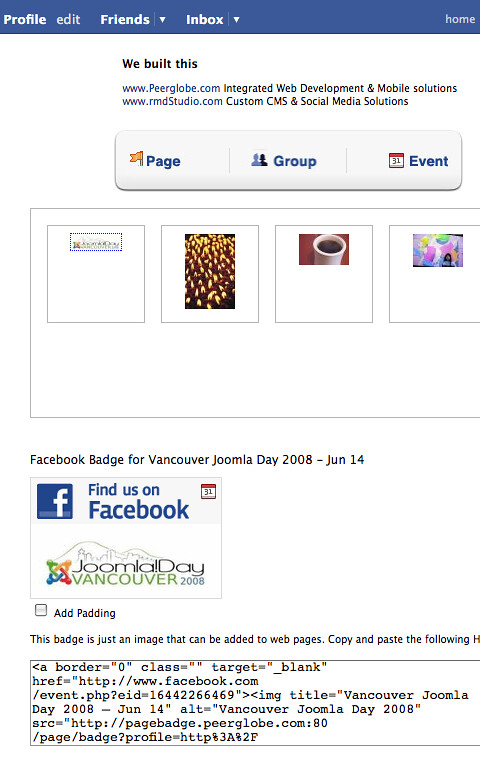 Profile edit Friends Inbox home
We built this
www.Peerglobe.com Integrated Web Development & Mobile solutions
www.rmdStudio.com Custom CMS & Social Media Solutions
Page Group 31 Event
Joomla!Day
VANCOUVER
Facebook Badge for Vancouver Joomla Day 2008 - Jun 14
f Find us on 31
Facebook
Joomla!Day
VANCOUVER 2008
Add Padding
This badge is just an image that can be added to web pages. Copy and paste the following H
<a border="0" class="" target="_blank"
href="http://www.facebook.com
/event.php?eid=16442266469"><img title="Vancouver Joomla
Day 2008 – Jun 14" alt="Vancouver Joomla Day 2008"
src="http://pagebadge.peerglobe.com:80
/page/badge?profile=http%3A%2F